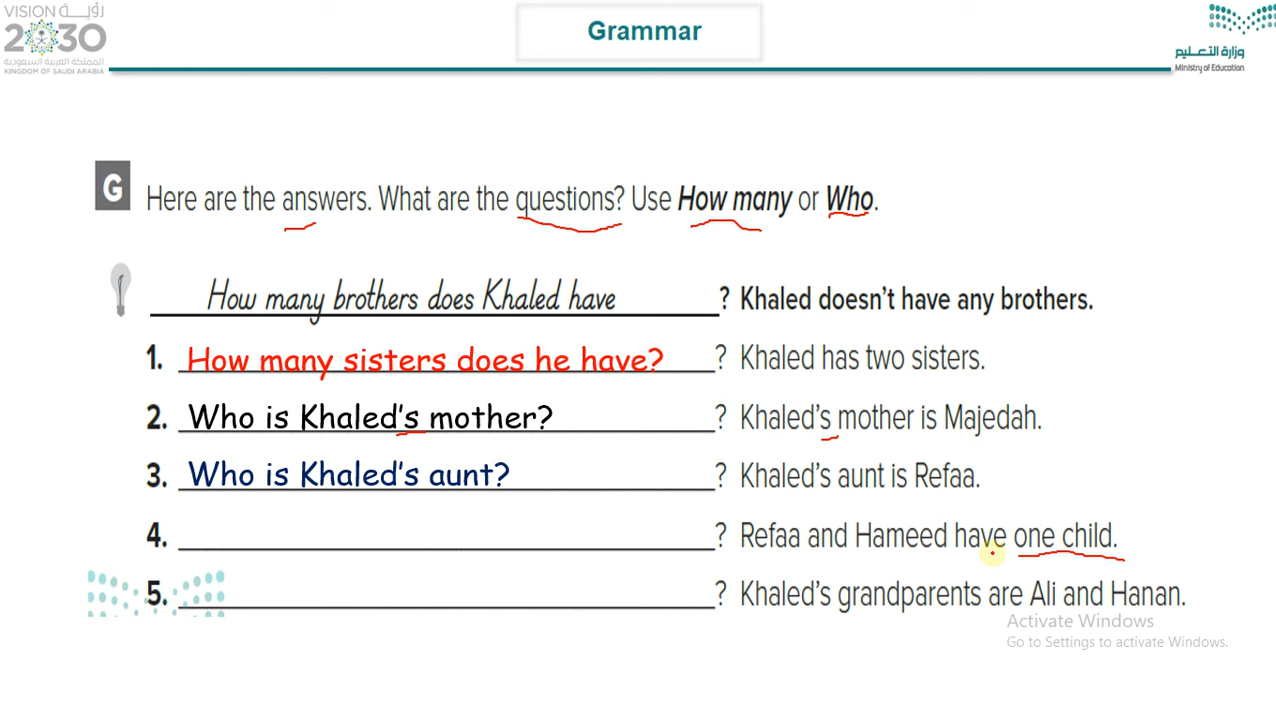 VISION رؤيــة
2030
المملكة العربية السعودية
KINGDOM OF SAUDI ARABIA
Grammar
وزارة التعليم
Ministry of Education
G Here are the answers. What are the questions? Use How many or Who.
How many brothers does Khaled have ? Khaled doesn't have any brothers.
1. How many sisters does he have? ? Khaled has two sisters.
2. Who is Khaled's mother? ? Khaled's mother is Majedah.
3. Who is Khaled's aunt? ? Khaled's aunt is Refaa.
4. ? Refaa and Hameed have one child.
5. ? Khaled's grandparents are Ali and Hanan.
Activate Windows
Go to Settings to activate Windows.